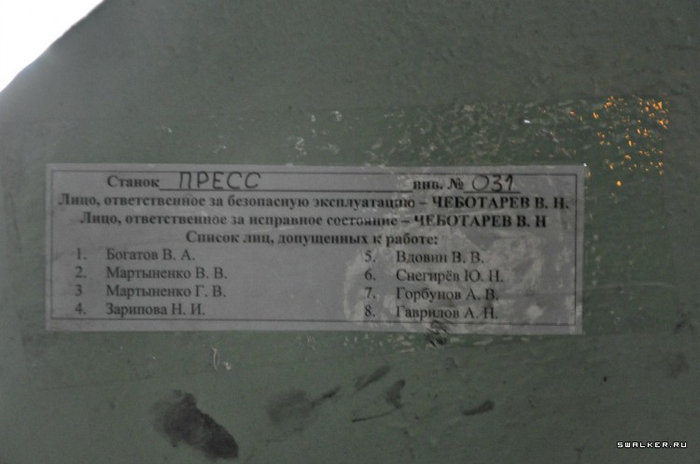 Станок ПРЕСС инв. № 031
Лицо, ответственное за безопасную эксплуатацию – ЧЕБОТАРЕВ В. Н.
Лицо, ответственное за исправное состояние – ЧЕБОТАРЕВ В. Н
Список лиц, допущенных к работе:
1. Богатов В. А.
2. Мартыненко В. В.
3 Мартыненко Г. В.
4. Зарипова Н. И.
5. Вдовин В. В.
6. Снегирёв Ю. Н.
7. Горбунов А. В.
8. Гаврилов А. Н.
SWALKER.RU